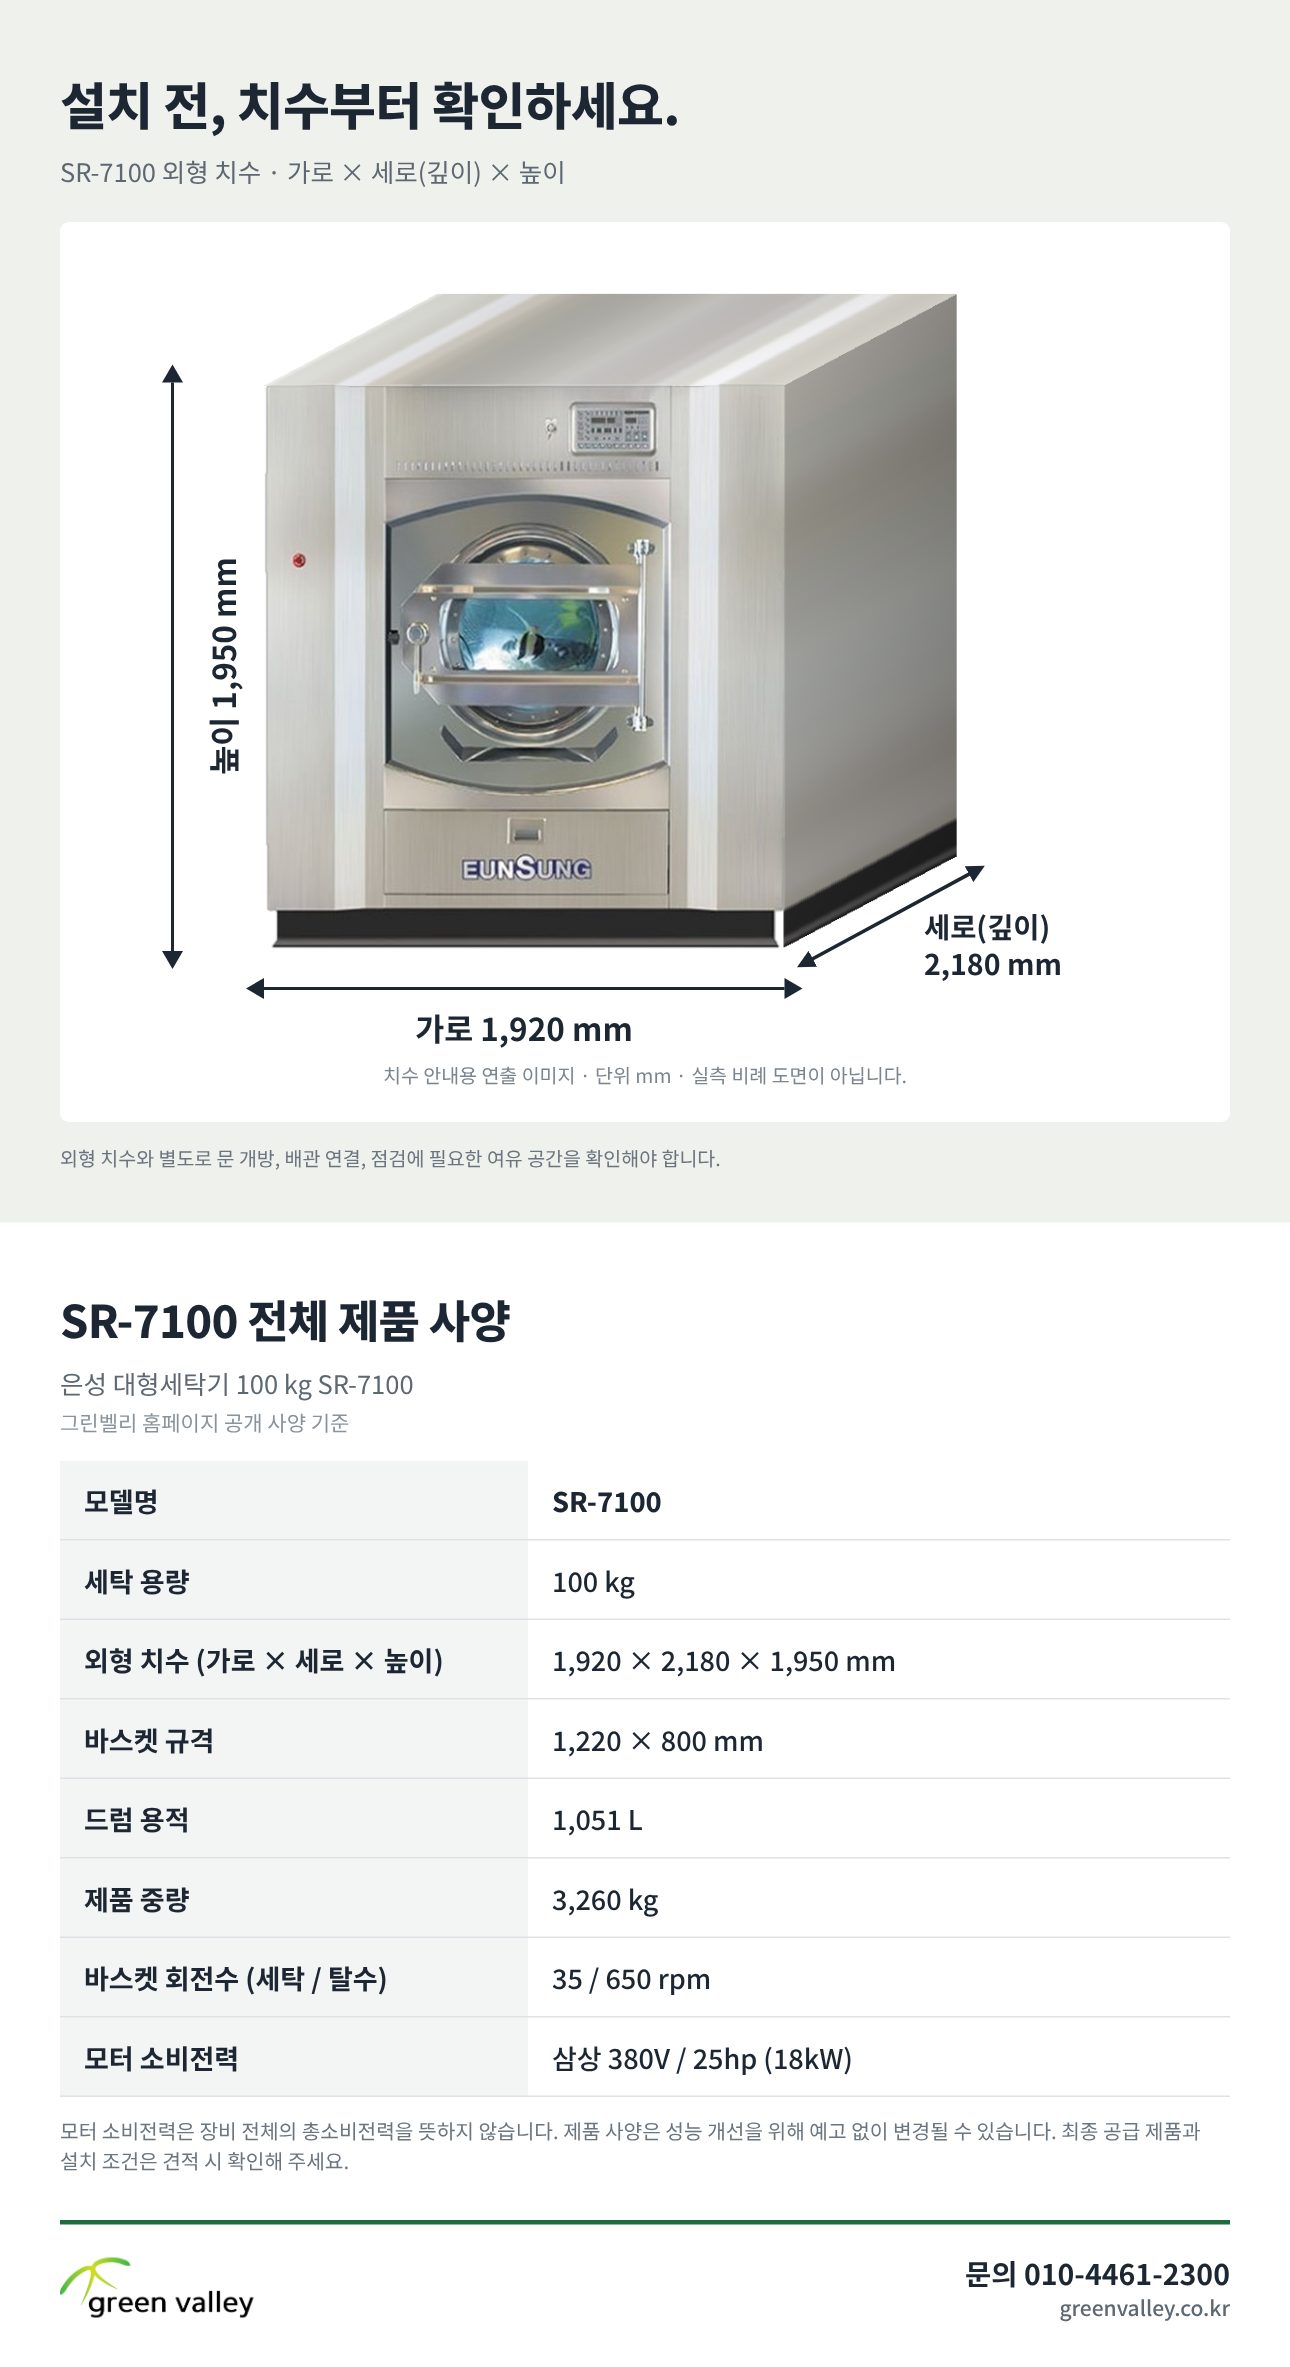 설치 전, 치수부터 확인하세요.
SR-7100 외형 치수 · 가로 × 세로(깊이) × 높이
높이 1,950 mm
EUNSUNG
세로(깊이)
2,180 mm
가로 1,920 mm
치수 안내용 연출 이미지 · 단위 mm · 실측 비례 도면이 아닙니다.
외형 치수와 별도로 문 개방, 배관 연결, 점검에 필요한 여유 공간을 확인해야 합니다.
SR-7100 전체 제품 사양
은성 대형세탁기 100 kg SR-7100
그린벨리 홈페이지 공개 사양 기준
모델명 SR-7100
세탁 용량 100 kg
외형 치수 (가로 × 세로 × 높이) 1,920 × 2,180 × 1,950 mm
바스켓 규격 1,220 × 800 mm
드럼 용적 1,051 L
제품 중량 3,260 kg
바스켓 회전수 (세탁 / 탈수) 35 / 650 rpm
모터 소비전력 삼상 380V / 25hp (18kW)
모터 소비전력은 장비 전체의 총소비전력을 뜻하지 않습니다. 제품 사양은 성능 개선을 위해 예고 없이 변경될 수 있습니다. 최종 공급 제품과
설치 조건은 견적 시 확인해 주세요.
green valley
문의 010-4461-2300
greenvalley.co.kr